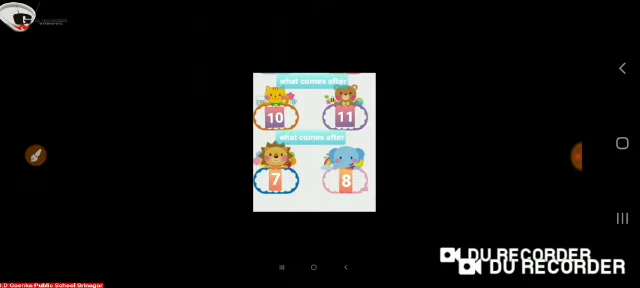 what comes after
10 11
what comes after
7 8
DU RECORDER
DU RECORDER
G.D Goenka Public School Srinagar